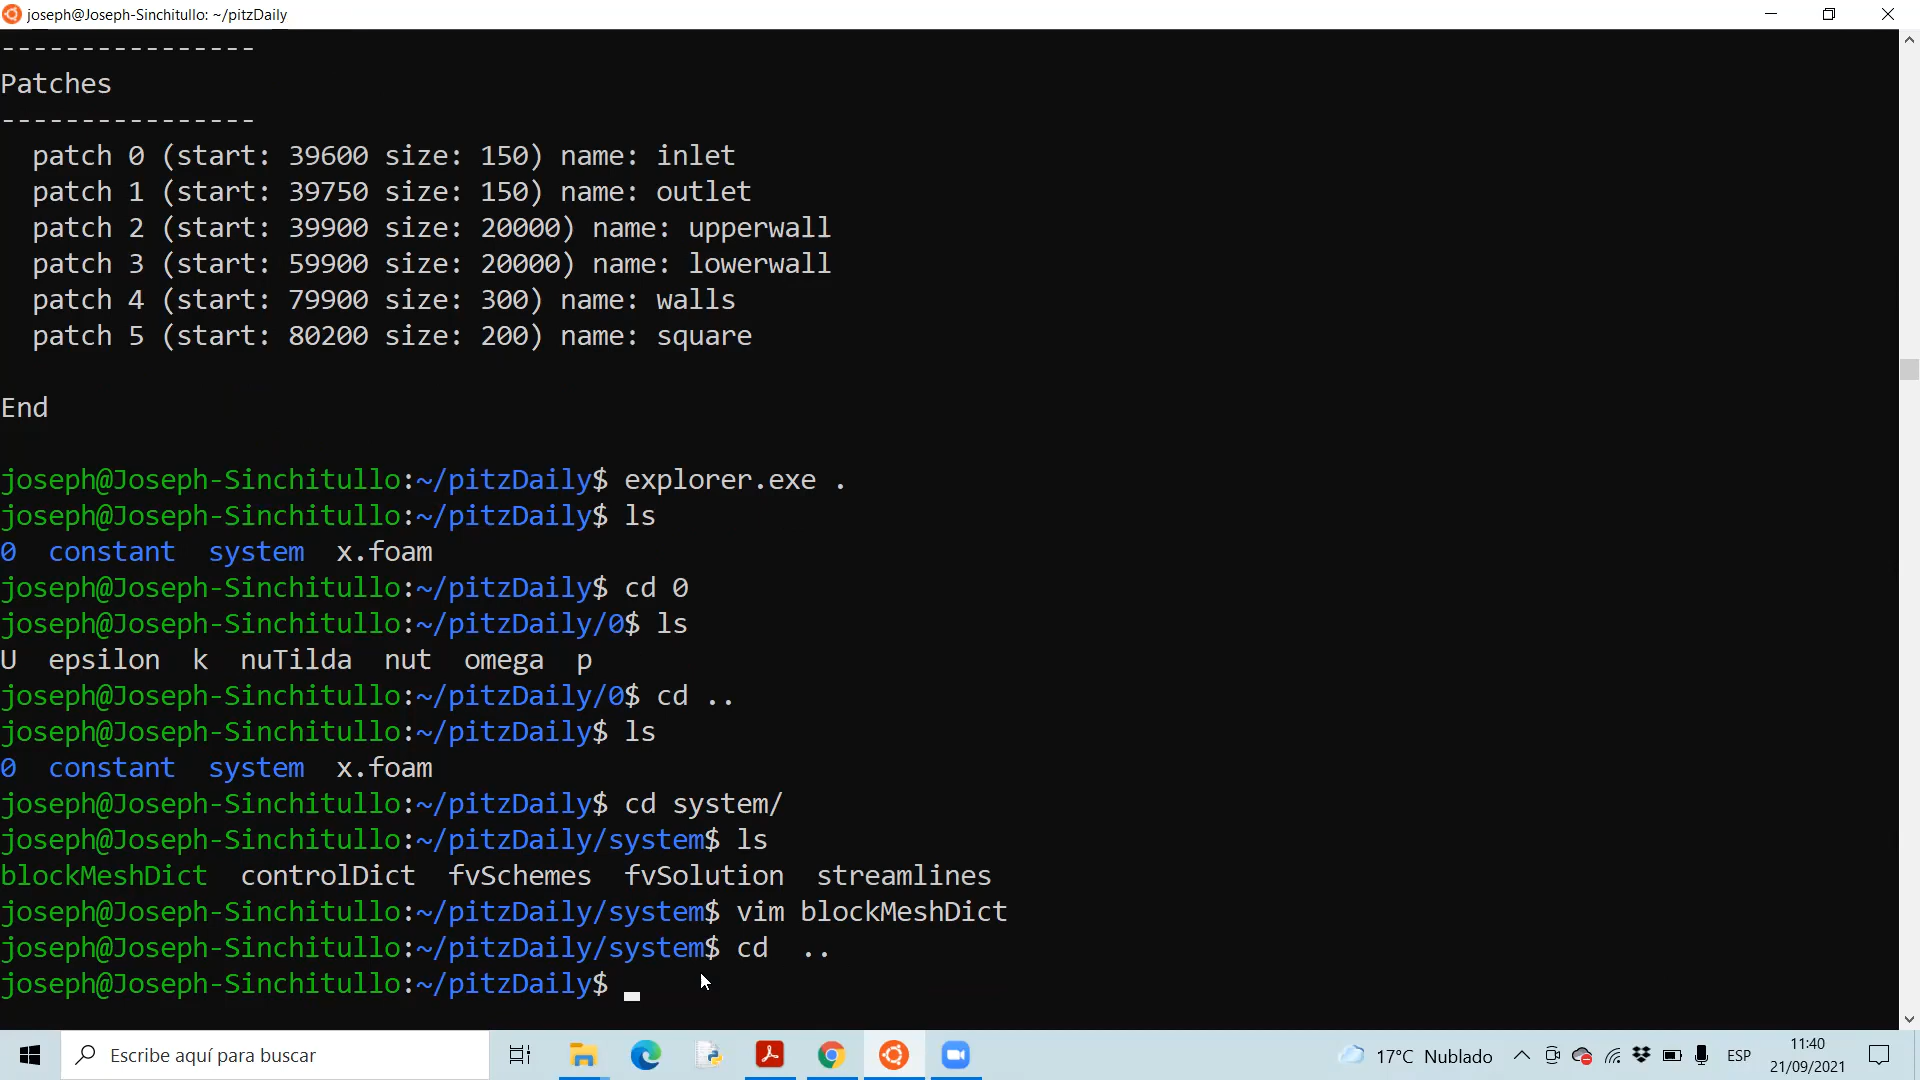 joseph@Joseph-Sinchitullo: ~/pitzDaily
----------------
Patches
----------------
patch 0 (start: 39600 size: 150) name: inlet
patch 1 (start: 39750 size: 150) name: outlet
patch 2 (start: 39900 size: 20000) name: upperwall
patch 3 (start: 59900 size: 20000) name: lowerwall
patch 4 (start: 79900 size: 300) name: walls
patch 5 (start: 80200 size: 200) name: square
End
joseph@Joseph-Sinchitullo:~/pitzDaily$ explorer.exe .
joseph@Joseph-Sinchitullo:~/pitzDaily$ ls
0  constant  system  x.foam
joseph@Joseph-Sinchitullo:~/pitzDaily$ cd 0
joseph@Joseph-Sinchitullo:~/pitzDaily/0$ ls
U  epsilon  k  nuTilda  nut  omega  p
joseph@Joseph-Sinchitullo:~/pitzDaily/0$ cd ..
joseph@Joseph-Sinchitullo:~/pitzDaily$ ls
0  constant  system  x.foam
joseph@Joseph-Sinchitullo:~/pitzDaily$ cd system/
joseph@Joseph-Sinchitullo:~/pitzDaily/system$ ls
blockMeshDict  controlDict  fvSchemes  fvSolution  streamlines
joseph@Joseph-Sinchitullo:~/pitzDaily/system$ vim blockMeshDict
joseph@Joseph-Sinchitullo:~/pitzDaily/system$ cd  ..
joseph@Joseph-Sinchitullo:~/pitzDaily$
Escribe aquí para buscar
17°C Nublado
ESP
11:40
21/09/2021